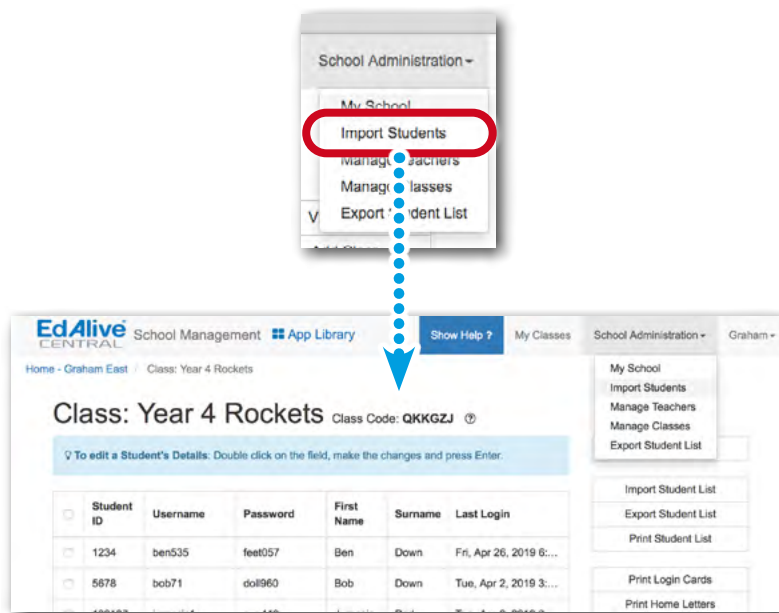 School Administration
My School
Import Students
Manage Teachers
Manage Classes
Export Student List
EdAlive CENTRAL School Management App Library Show Help ? My Classes School Administration Graham
Home - Graham East / Class: Year 4 Rockets
My School
Import Students
Manage Teachers
Manage Classes
Export Student List
Class: Year 4 Rockets Class Code: QKKGZJ
To edit a Student's Details: Double click on the field, make the changes and press Enter.
Import Student List
Export Student List
Print Student List
Print Login Cards
Print Home Letters
Student ID Username Password First Name Surname Last Login
1234 ben535 feet057 Ben Down Fri, Apr 26, 2019 6:...
5678 bob71 doll960 Bob Down Tue, Apr 2, 2019 3:...